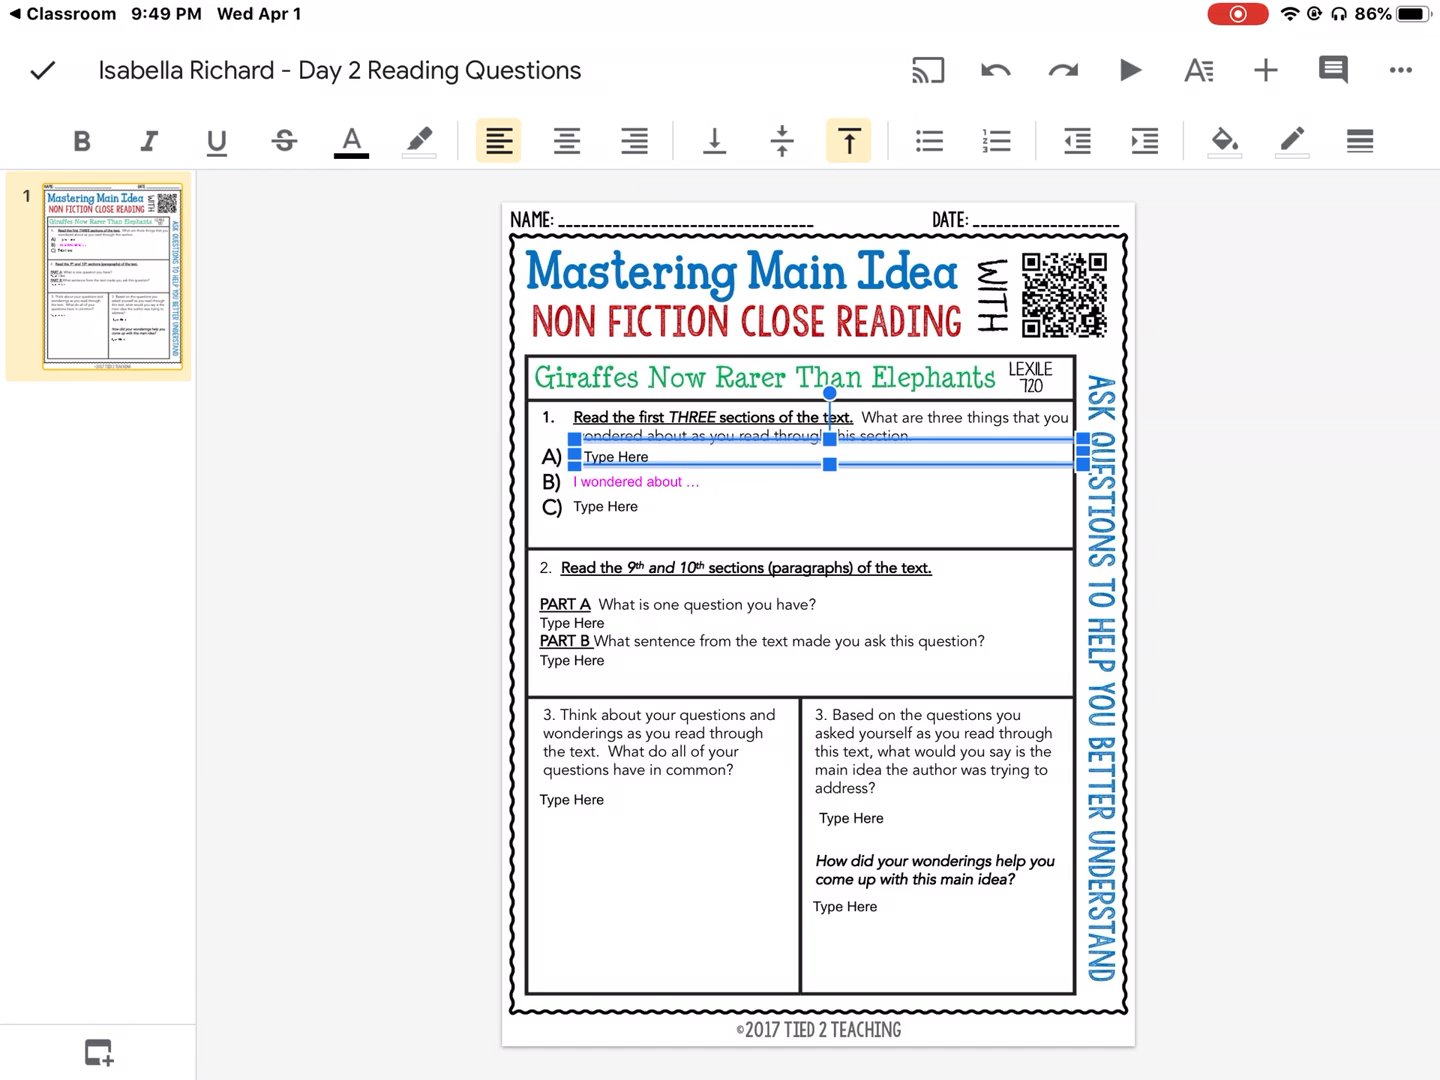 Classroom 9:49 PM Wed Apr 1 86%
Isabella Richard - Day 2 Reading Questions
B I U S A
1
NAME: DATE:
Mastering Main Idea
WITH
NON FICTION CLOSE READING
Giraffes Now Rarer Than Elephants
LEXILE
720
1. Read the first THREE sections of the text. What are three things that you
wondered about as you read through this section.
A) Type Here
B) I wondered about …
C) Type Here
2. Read the 9th and 10th sections (paragraphs) of the text.
PART A What is one question you have?
Type Here
PART B What sentence from the text made you ask this question?
Type Here
3. Think about your questions and
wonderings as you read through
the text. What do all of your
questions have in common?
Type Here
3. Based on the questions you
asked yourself as you read through
this text, what would you say is the
main idea the author was trying to
address?
Type Here
How did your wonderings help you
come up with this main idea?
Type Here
ASK QUESTIONS TO HELP YOU BETTER UNDERSTAND
©2017 TIED 2 TEACHING